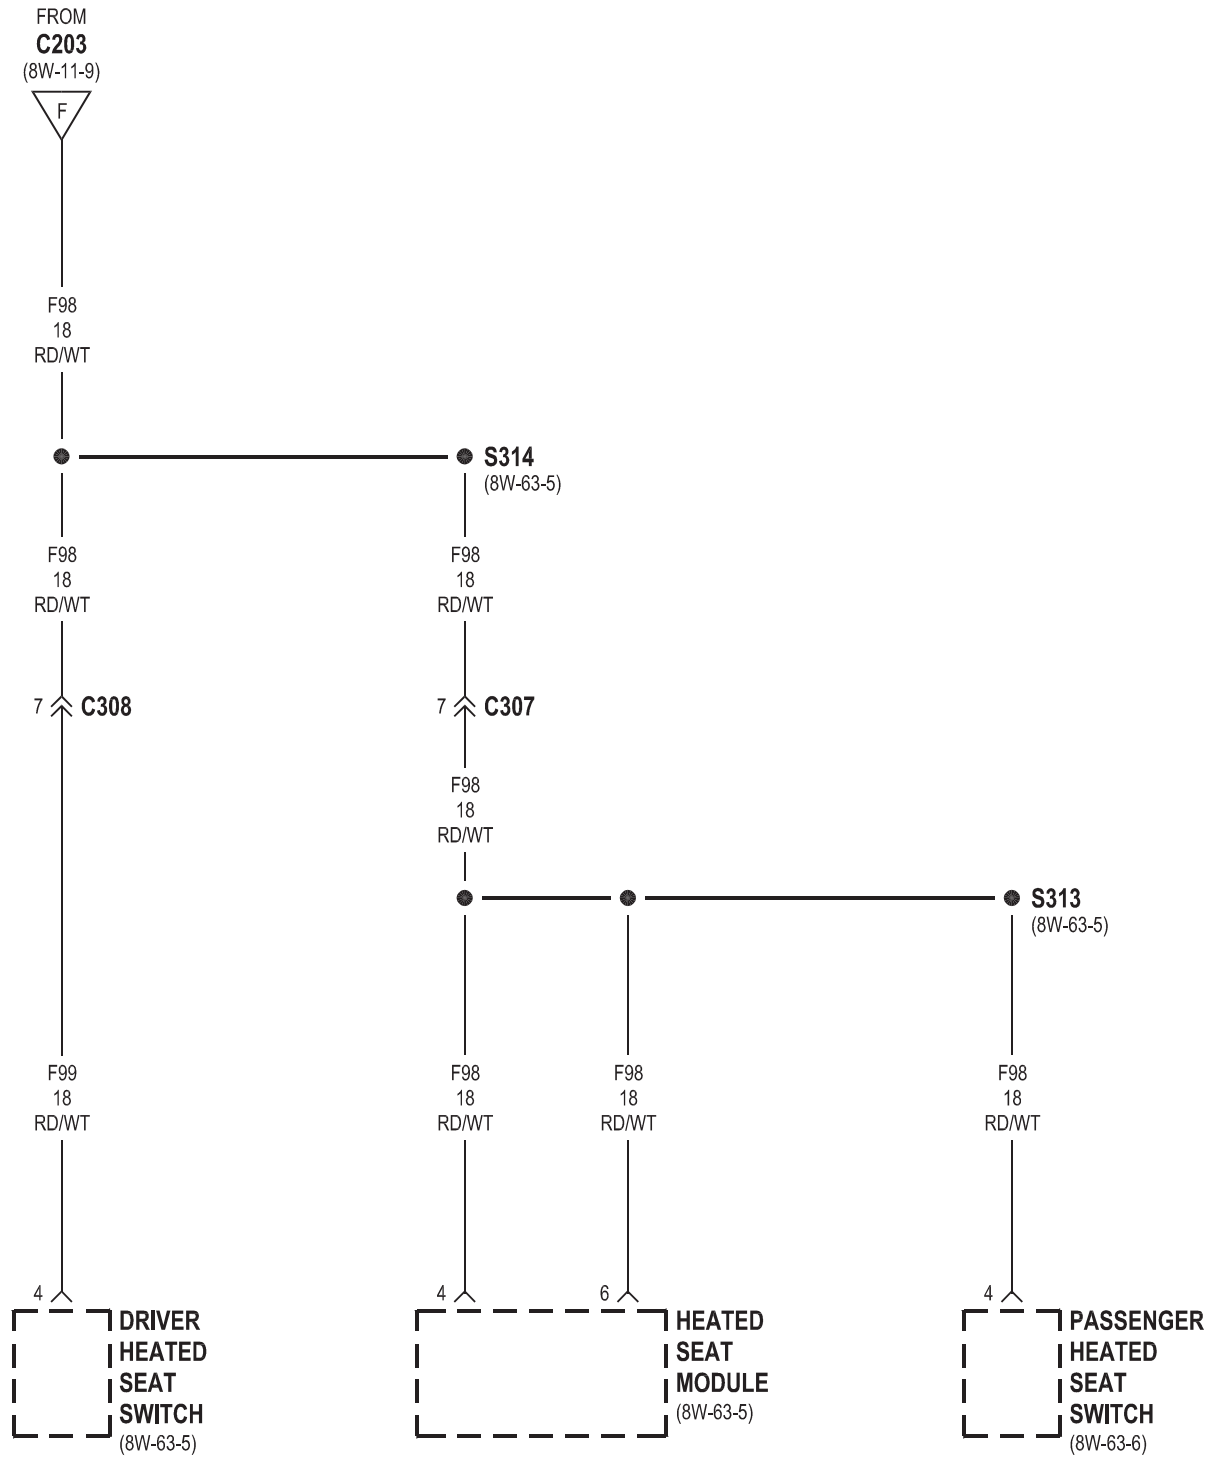 FROM
C203
(8W-11-9)
F
F98
18
RD/WT
S314
(8W-63-5)
F98
18
RD/WT
F98
18
RD/WT
7
C308
7
C307
F98
18
RD/WT
S313
(8W-63-5)
F99
18
RD/WT
F98
18
RD/WT
F98
18
RD/WT
F98
18
RD/WT
4
DRIVER
HEATED
SEAT
SWITCH
(8W-63-5)
4
6
HEATED
SEAT
MODULE
(8W-63-5)
4
PASSENGER
HEATED
SEAT
SWITCH
(8W-63-6)